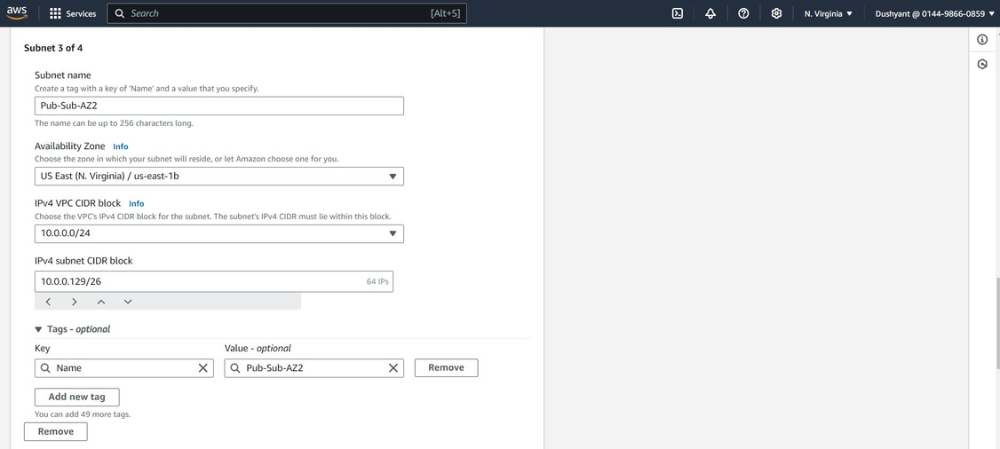 aws
Services
Search
[Alt+S]
N. Virginia
Dushyant @ 0144-9866-0859
Subnet 3 of 4
Subnet name
Create a tag with a key of 'Name' and a value that you specify.
Pub-Sub-AZ2
The name can be up to 256 characters long.
Availability Zone Info
Choose the zone in which your subnet will reside, or let Amazon choose one for you.
US East (N. Virginia) / us-east-1b
IPv4 VPC CIDR block Info
Choose the VPC's IPv4 CIDR block for the subnet. The subnet's IPv4 CIDR must lie within this block.
10.0.0.0/24
IPv4 subnet CIDR block
10.0.0.129/26
64 IPs
Tags - optional
Key
Value - optional
Name
Pub-Sub-AZ2
Remove
Add new tag
You can add 49 more tags.
Remove